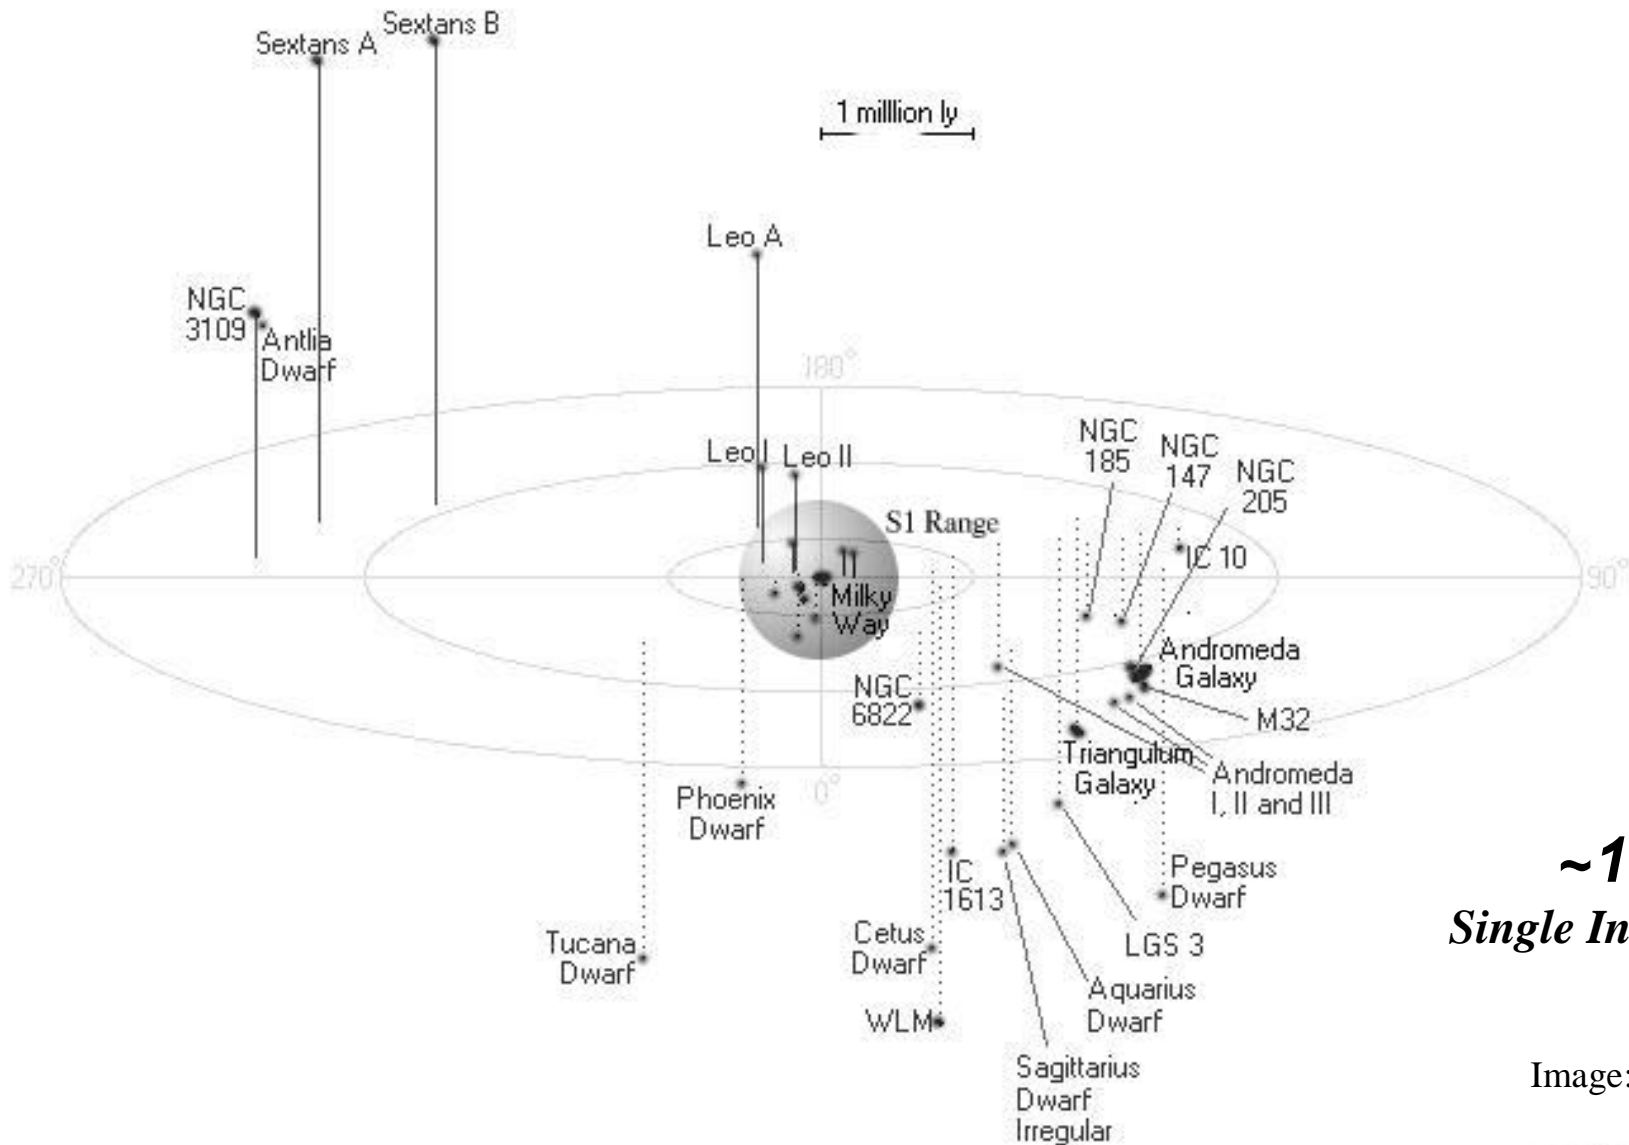 Sextans B
Sextans A
1 milllion ly
Leo A
NGC
3109
Antlia
Dwarf
180°
NGC
185
NGC
147
NGC
205
Leo I
Leo II
S1 Range
IC 10
270°
90°
Milky
Way
Andromeda
Galaxy
NGC
6822
M32
Triangulum
Galaxy
Andromeda
I, II and III
0°
Phoenix
Dwarf
~1
IC
1613
Pegasus
Dwarf
Single In
Tucana
Dwarf
Cetus
Dwarf
LGS 3
Aquarius
Dwarf
WLM
Sagittarius
Dwarf
Irregular
Image: